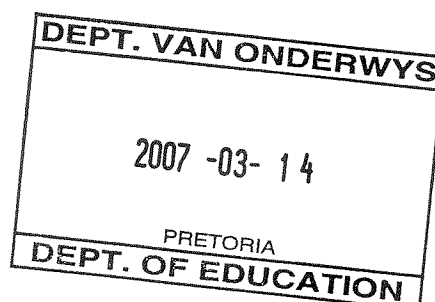 DEPT. VAN ONDERWYS
2007 -03- 14
PRETORIA
DEPT. OF EDUCATION